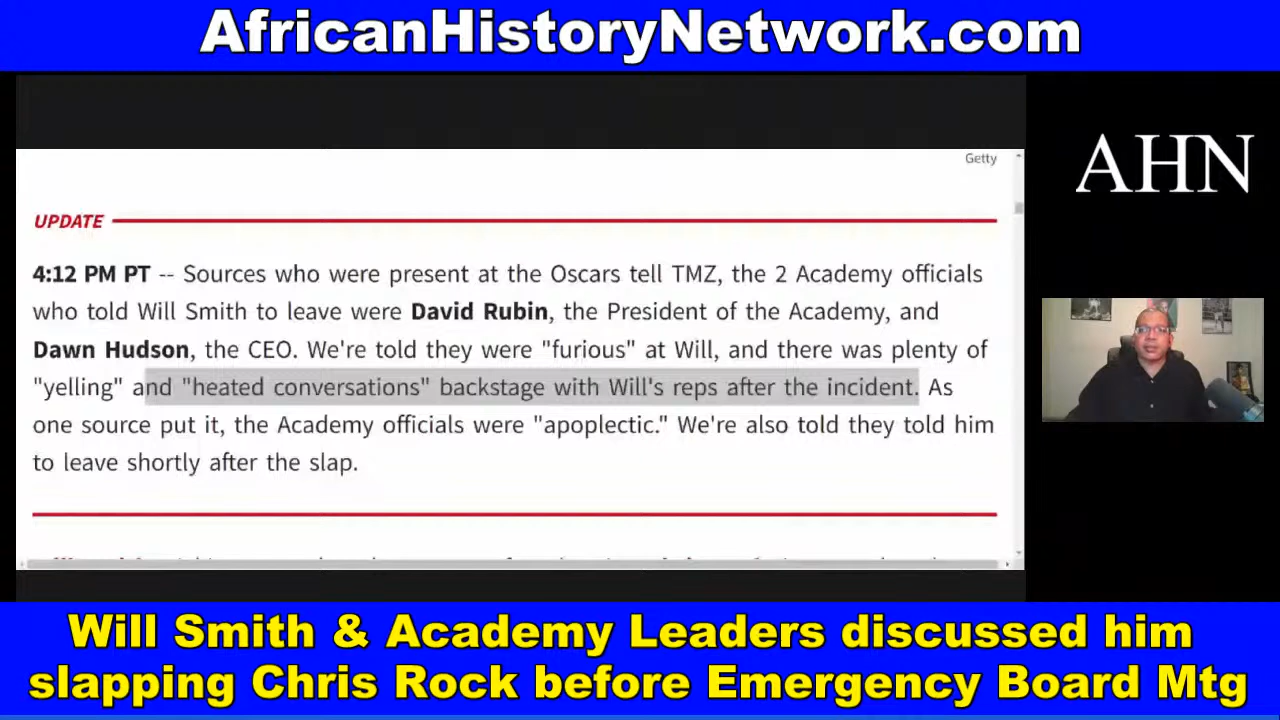 AfricanHistoryNetwork.com
AHN
Getty
UPDATE
4:12 PM PT -- Sources who were present at the Oscars tell TMZ, the 2 Academy officials
who told Will Smith to leave were David Rubin, the President of the Academy, and
Dawn Hudson, the CEO. We're told they were "furious" at Will, and there was plenty of
"yelling" and "heated conversations" backstage with Will's reps after the incident. As
one source put it, the Academy officials were "apoplectic." We're also told they told him
to leave shortly after the slap.
Will Smith & Academy Leaders discussed him
slapping Chris Rock before Emergency Board Mtg